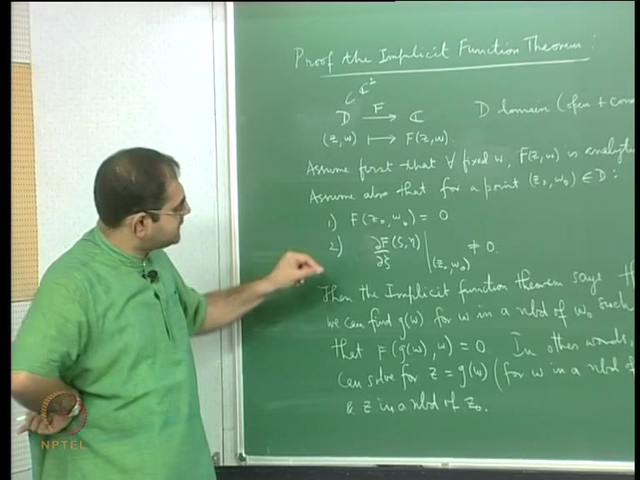 Proof the Implicit Function Theorem:
⊂ ℂ²
D —F→ ℂ D domain (open + con
(z,w) ⟼ F(z,w)
Assume first that ∀ fixed w, F(z,w) is analytic
Assume also that for a point (z₀,w₀) ∈ D:
1) F(z₀,w₀) = 0
2) ∂F/∂ζ (ζ,η) |(z₀,w₀) ≠ 0.
Then the Implicit function theorem says th
we can find g(w) for w in a nbd of w₀ such
that F(g(w),w) = 0 In other words,
can solve for z = g(w) (for w in a nbd of
& z in a nbd of z₀.
NPTEL